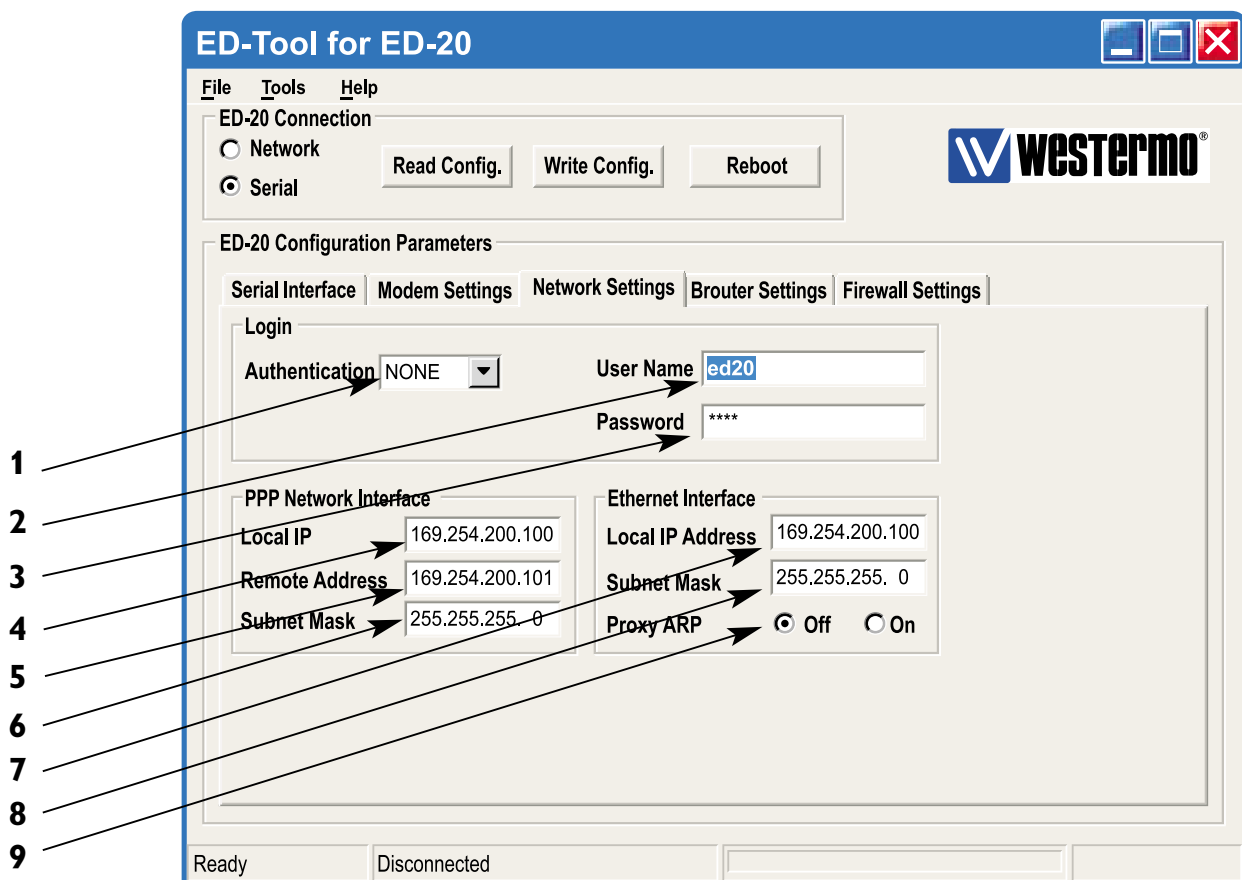 ED-Tool for ED-20
File Tools Help
ED-20 Connection
Network
Serial
Read Config. Write Config. Reboot
Westermo®
ED-20 Configuration Parameters
Serial Interface Modem Settings Network Settings Brouter Settings Firewall Settings
Login
Authentication NONE User Name ed20
Password ****
PPP Network Interface
Local IP 169.254.200.100
Remote Address 169.254.200.101
Subnet Mask 255.255.255. 0
Ethernet Interface
Local IP Address 169.254.200.100
Subnet Mask 255.255.255. 0
Proxy ARP Off On
1
2
3
4
5
6
7
8
9
Ready Disconnected